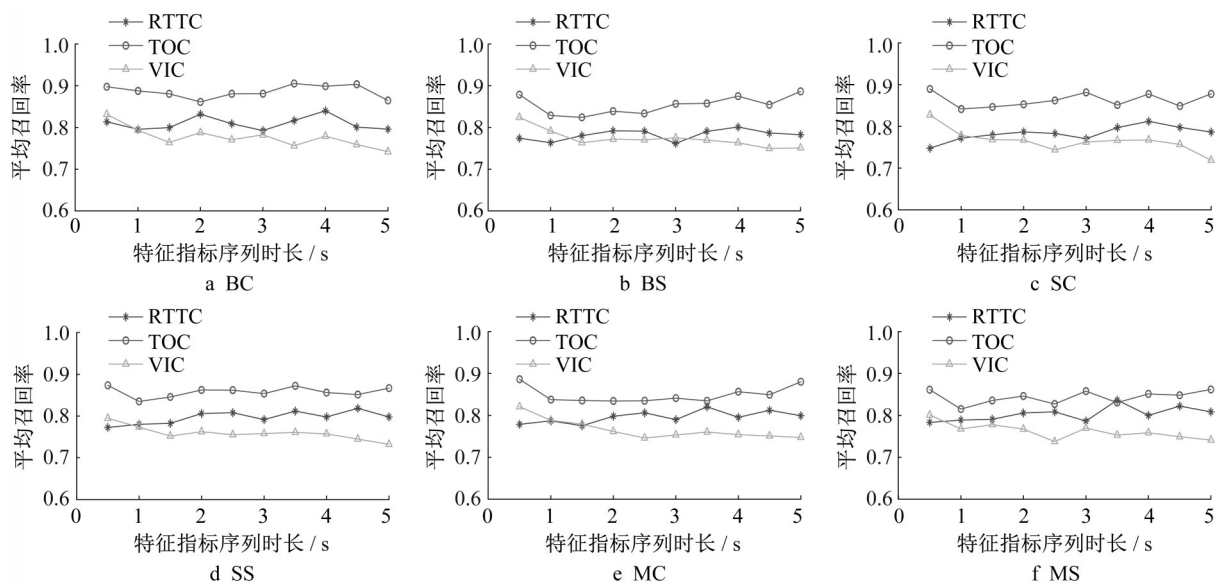 RTTC
TOC
VIC
1.0
0.9
0.8
0.7
0.6
平均召回率
0 1 2 3 4 5
特征指标序列时长 / s
a BC
RTTC
TOC
VIC
1.0
0.9
0.8
0.7
0.6
平均召回率
0 1 2 3 4 5
特征指标序列时长 / s
b BS
RTTC
TOC
VIC
1.0
0.9
0.8
0.7
0.6
平均召回率
0 1 2 3 4 5
特征指标序列时长 / s
c SC
RTTC
TOC
VIC
1.0
0.9
0.8
0.7
0.6
平均召回率
0 1 2 3 4 5
特征指标序列时长 / s
d SS
RTTC
TOC
VIC
1.0
0.9
0.8
0.7
0.6
平均召回率
0 1 2 3 4 5
特征指标序列时长 / s
e MC
RTTC
TOC
VIC
1.0
0.9
0.8
0.7
0.6
平均召回率
0 1 2 3 4 5
特征指标序列时长 / s
f MS